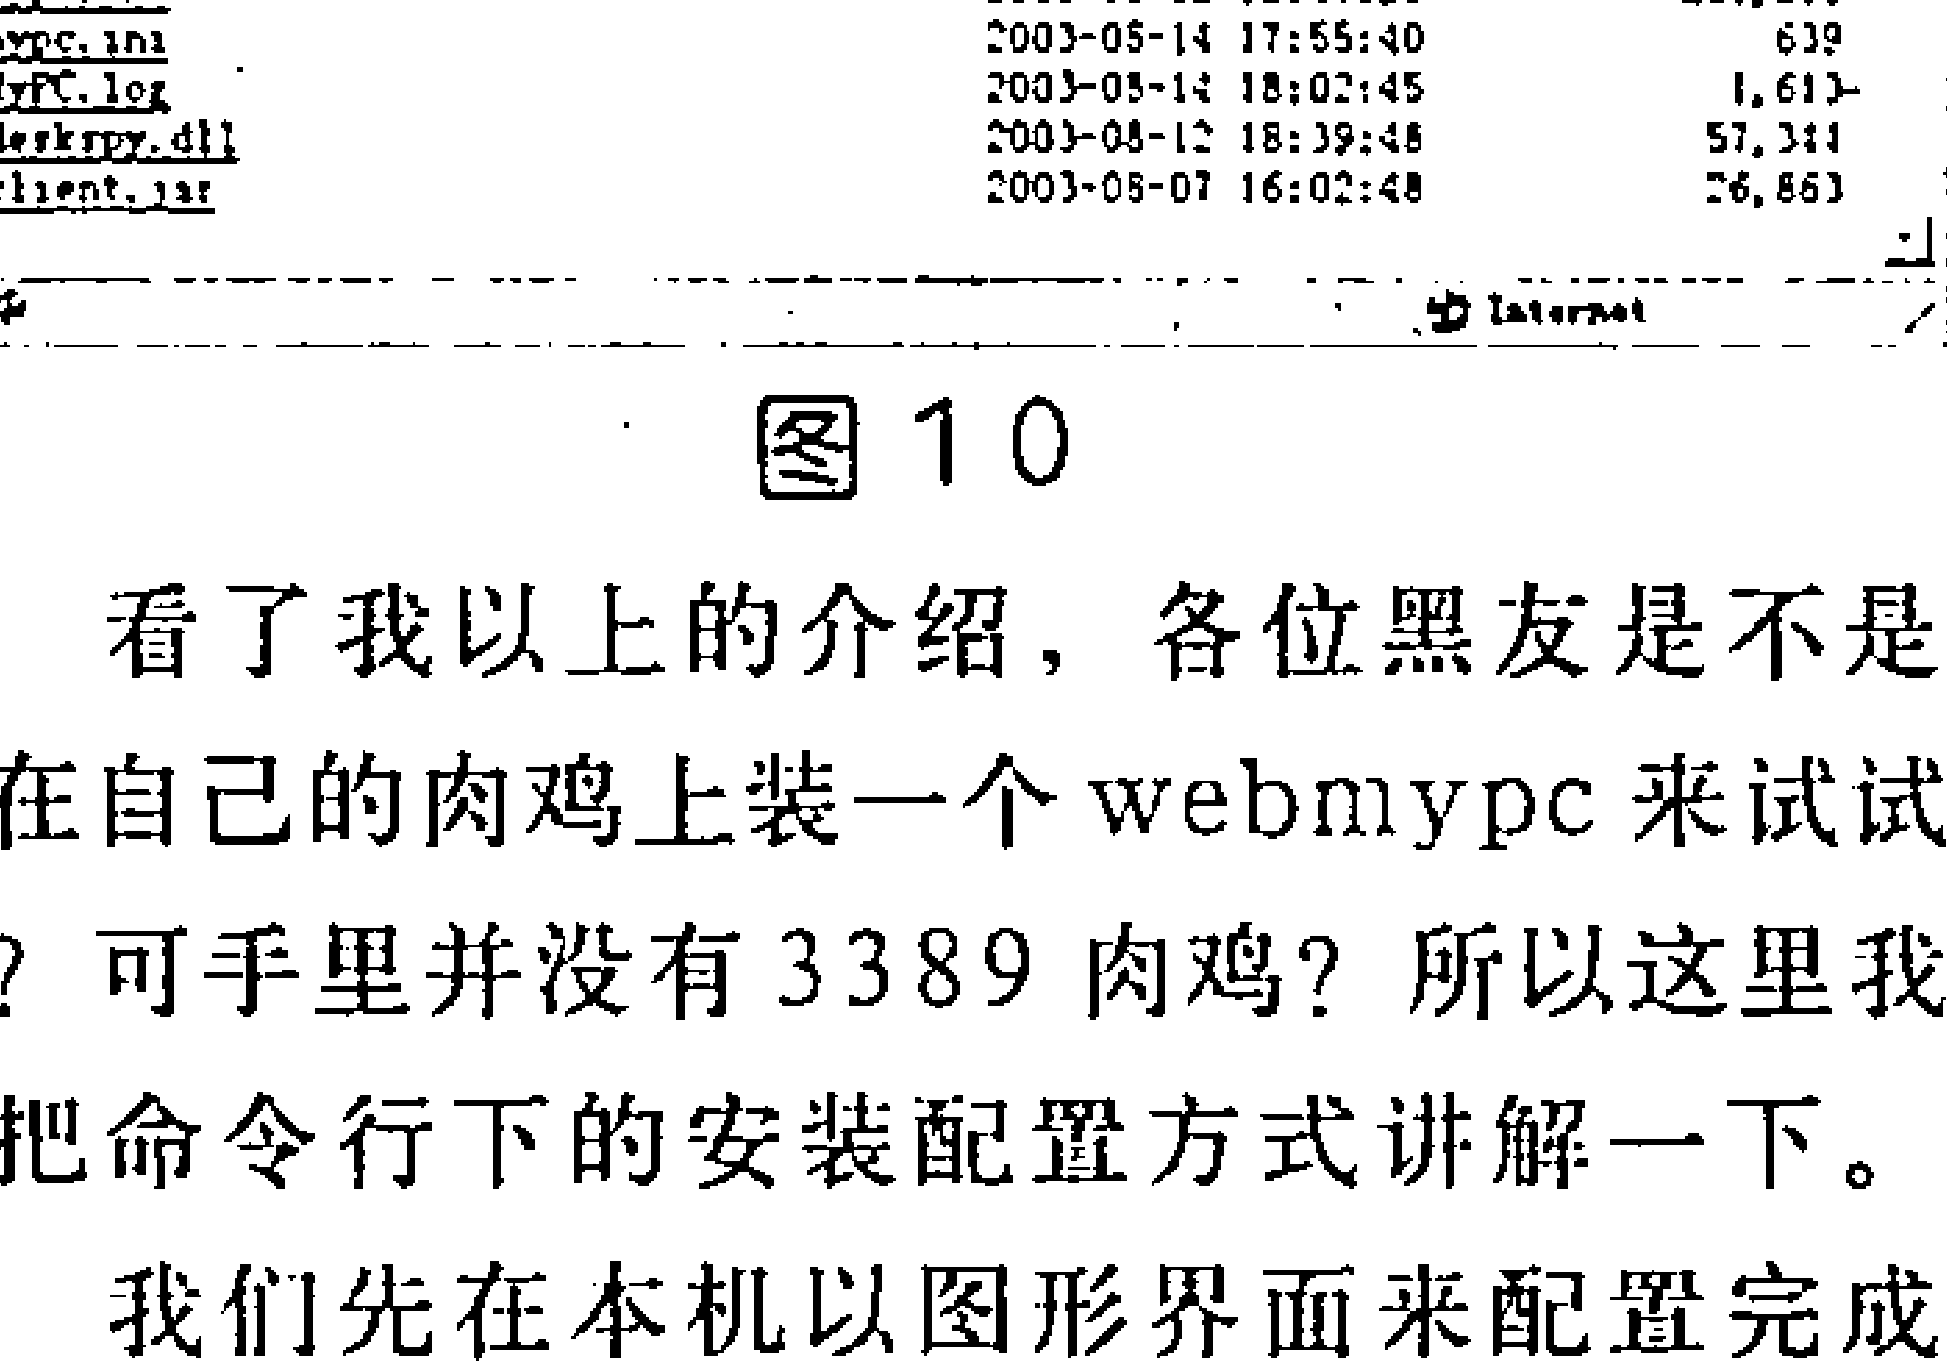 ypc.ini 2003-05-14 17:55:40 639
yPC.log 2003-05-14 18:02:45 1,613
deskspy.dll 2003-08-12 18:39:48 57,344
client.jar 2003-08-07 16:02:48 26,863
Internet
图10
看了我以上的介绍，各位黑友是不是
在自己的肉鸡上装一个webmypc来试试
？可手里并没有3389肉鸡？所以这里我
把命令行下的安装配置方式讲解一下。
我们先在本机以图形界面来配置完成